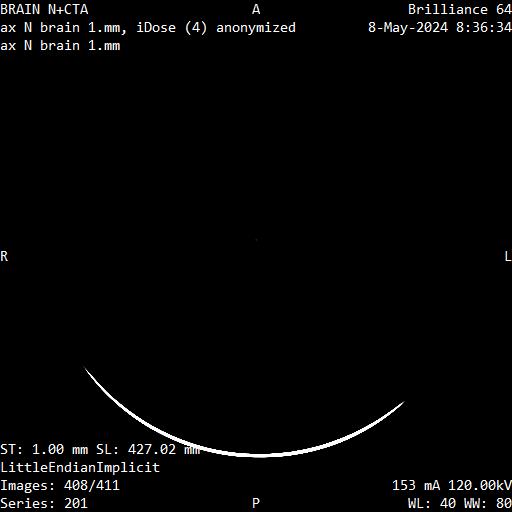 BRAIN N+CTA
ax N brain 1.mm, iDose (4) anonymized
ax N brain 1.mm
A
Brilliance 64
8-May-2024 8:36:34
R
L
ST: 1.00 mm SL: 427.02 mm
LittleEndianImplicit
Images: 408/411
Series: 201
P
153 mA 120.00kV
WL: 40 WW: 80